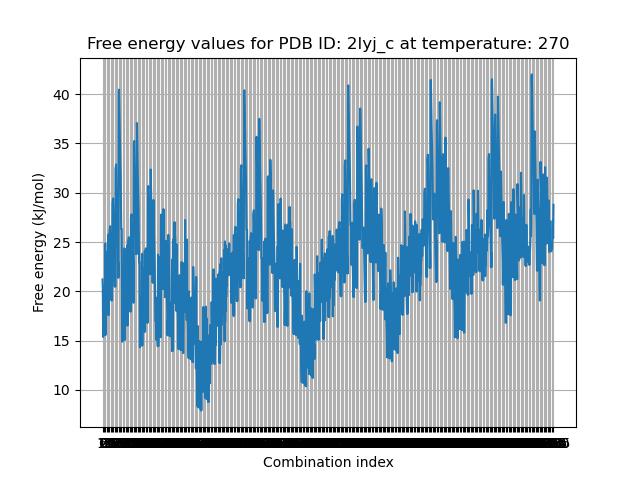 Free energy values for PDB ID: 2lyj_c at temperature: 270
Free energy (kJ/mol)
40
35
30
25
20
15
10
Combination index